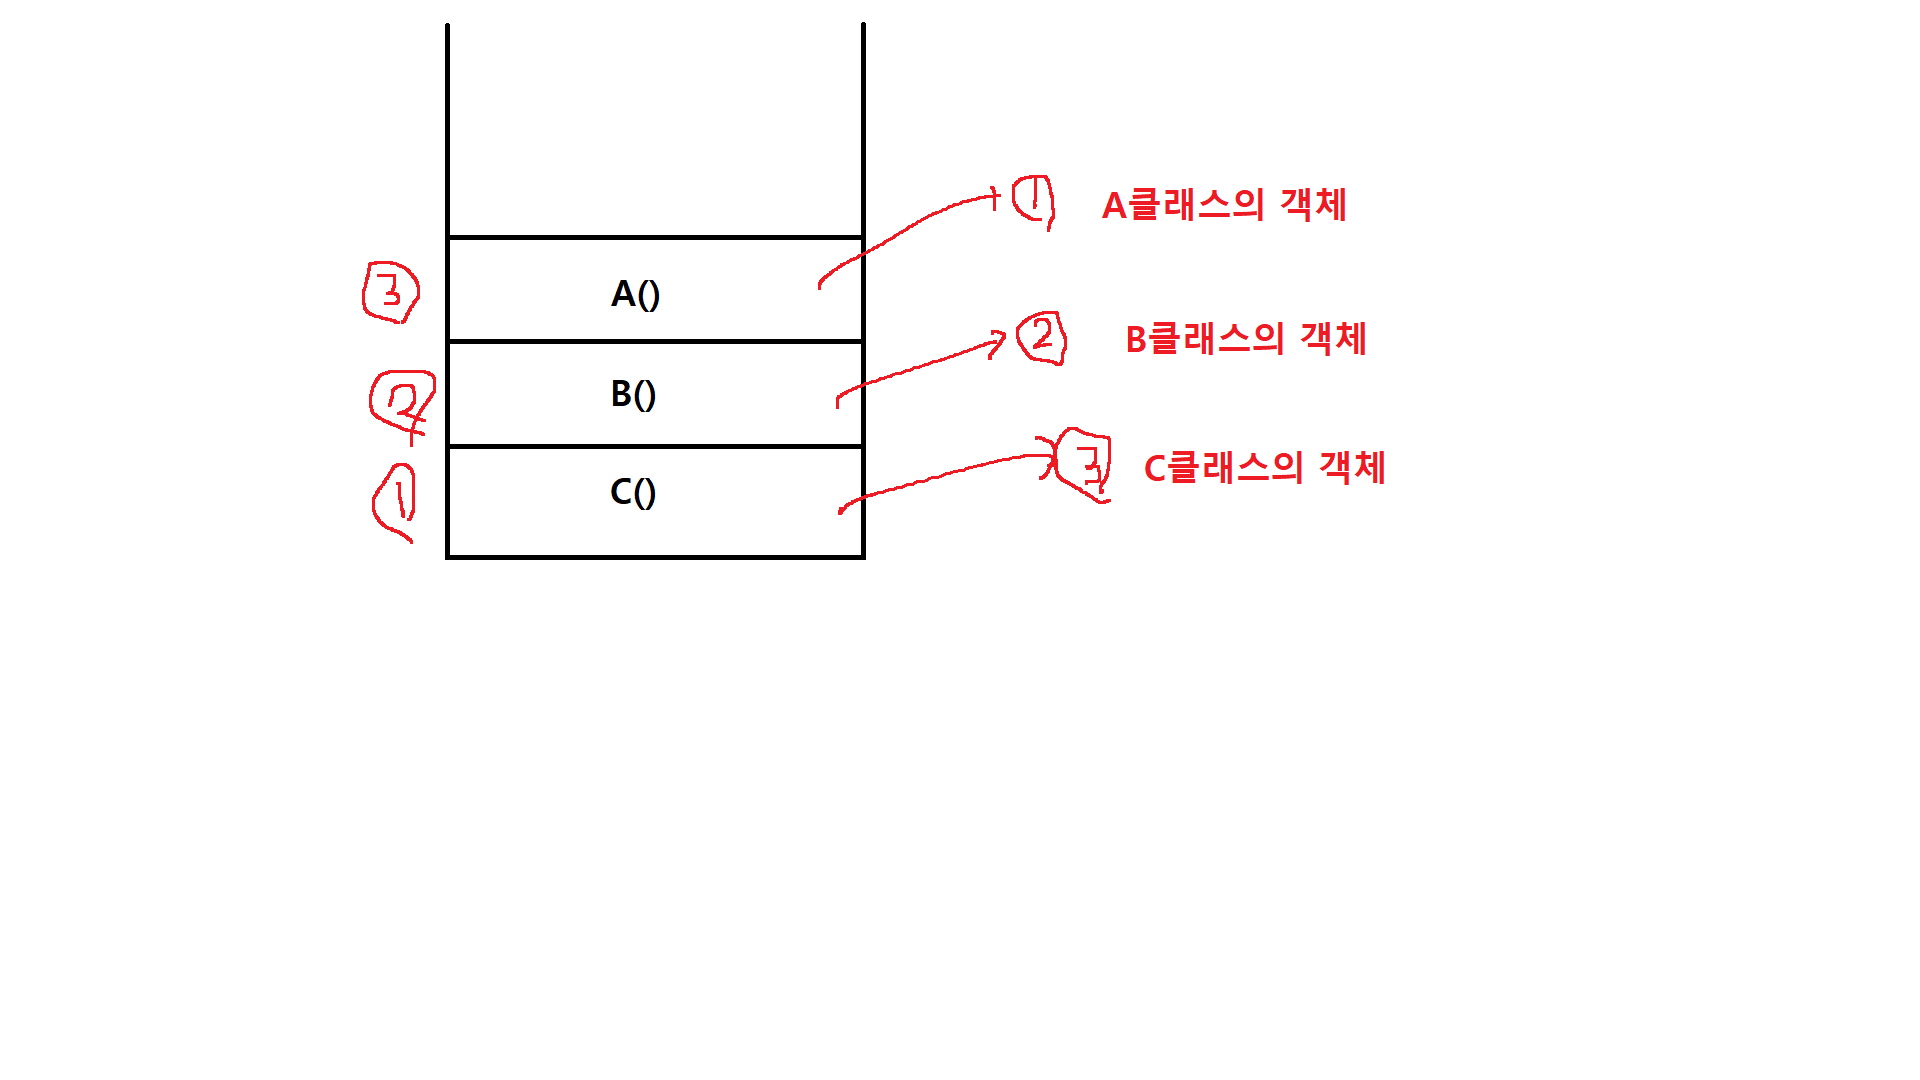 ① A클래스의 객체
③ A()
② B클래스의 객체
② B()
③ C클래스의 객체
① C()